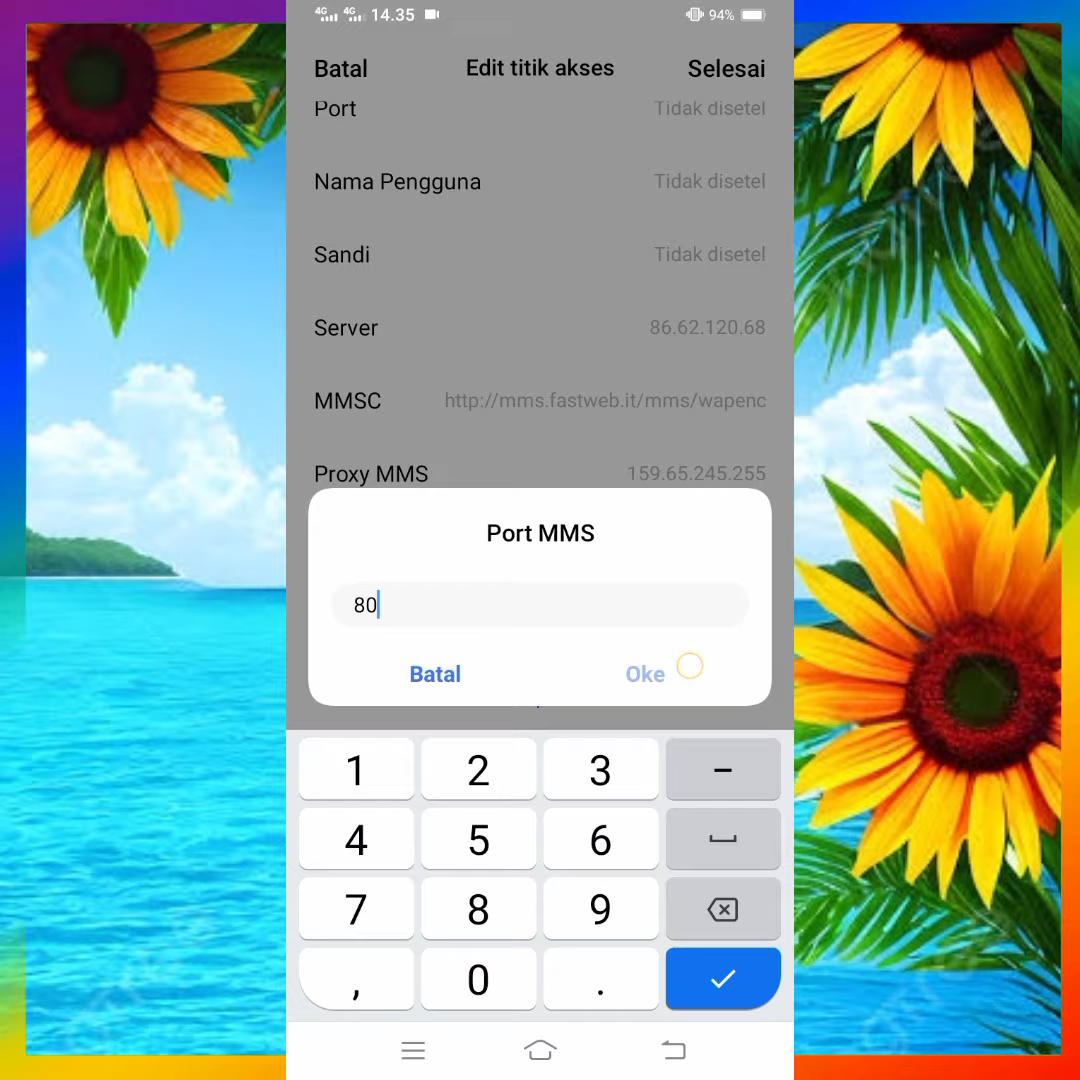 4G 4G 14.35 94%
Batal Edit titik akses Selesai
Port Tidak disetel
Nama Pengguna Tidak disetel
Sandi Tidak disetel
Server 86.62.120.68
MMSC http://mms.fastweb.it/mms/wapenc
Proxy MMS 159.65.245.255
Port MMS
80
Batal Oke
1 2 3 –
4 5 6
7 8 9
, 0 .